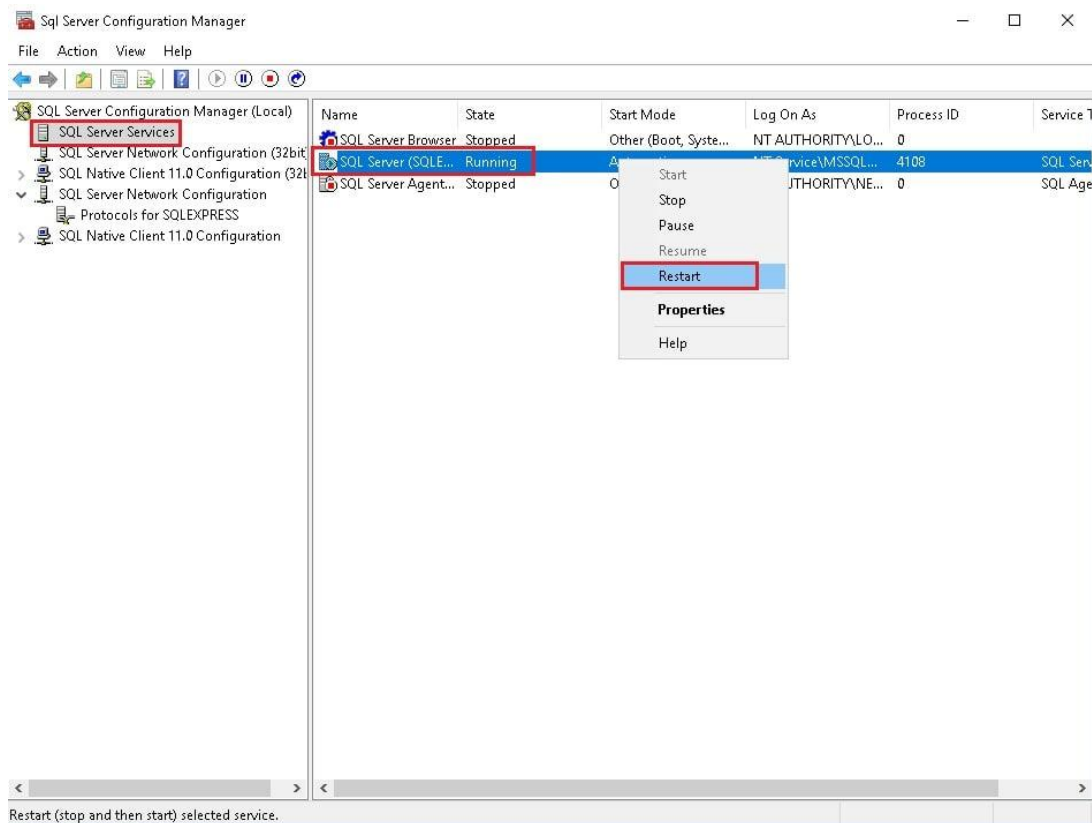 Sql Server Configuration Manager
File Action View Help
SQL Server Configuration Manager (Local)
SQL Server Services
SQL Server Network Configuration (32bit
SQL Native Client 11.0 Configuration (32b
SQL Server Network Configuration
Protocols for SQLEXPRESS
SQL Native Client 11.0 Configuration
Name State Start Mode Log On As Process ID Service T
SQL Server Browser Stopped Other (Boot, Syste... NT AUTHORITY\LO... 0
SQL Server (SQLE... Running 4108 SQL Serv
SQL Server Agent... Stopped 0 SQL Age
Start
Stop
Pause
Resume
Restart
Properties
Help
Restart (stop and then start) selected service.